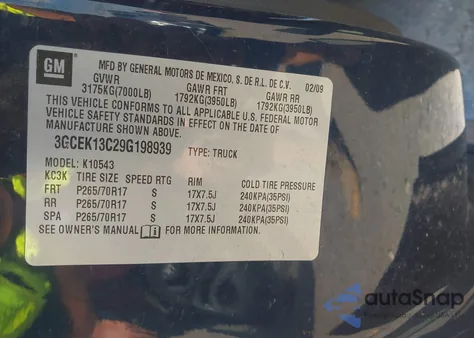 GM
MFD BY GENERAL MOTORS DE MEXICO, S. DE R.L. DE C.V. 02/09
GVWR GAWR FRT GAWR RR
3175KG(7000LB) 1792KG(3950LB) 1792KG(3950LB)
THIS VEHICLE CONFORMS TO ALL APPLICABLE U.S. FEDERAL MOTOR
VEHICLE SAFETY STANDARDS IN EFFECT ON THE DATE OF
MANUFACTURE SHOWN ABOVE.
3GCEK13C29G198939 TYPE: TRUCK
MODEL: K10543
KC3K TIRE SIZE SPEED RTG RIM COLD TIRE PRESSURE
FRT P265/70R17 S 17X7.5J 240KPA(35PSI)
RR P265/70R17 S 17X7.5J 240KPA(35PSI)
SPA P265/70R17 S 17X7.5J 240KPA(35PSI)
SEE OWNER'S MANUAL FOR MORE INFORMATION.
autoSnap